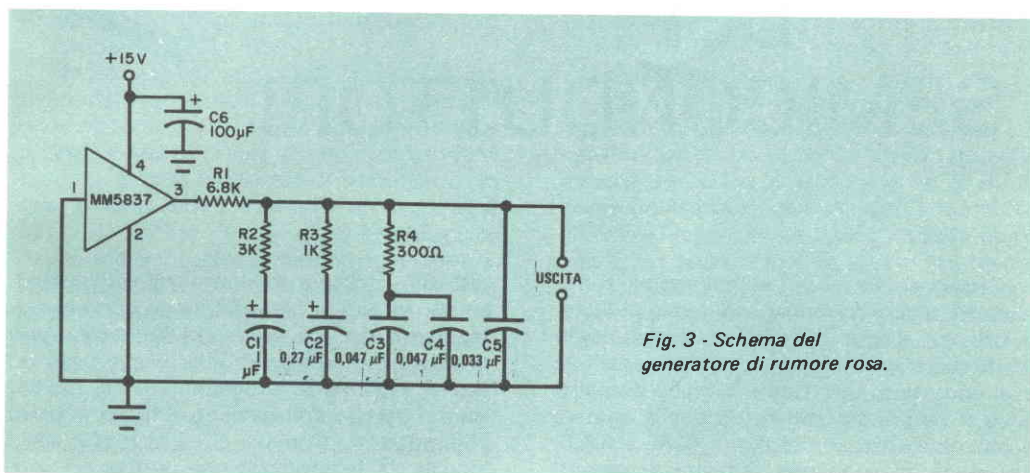 +15V
C6
100µF
4
1
MM5837
3
2
R1
6.8K
R2
3K
R3
1K
R4
300Ω
USCITA
+
+
+
C1
1
µF
C2
0,27 µF
C3
0,047 µF
C4
0,047 µF
C5
0,033 µF
Fig. 3 - Schema del
generatore di rumore rosa.